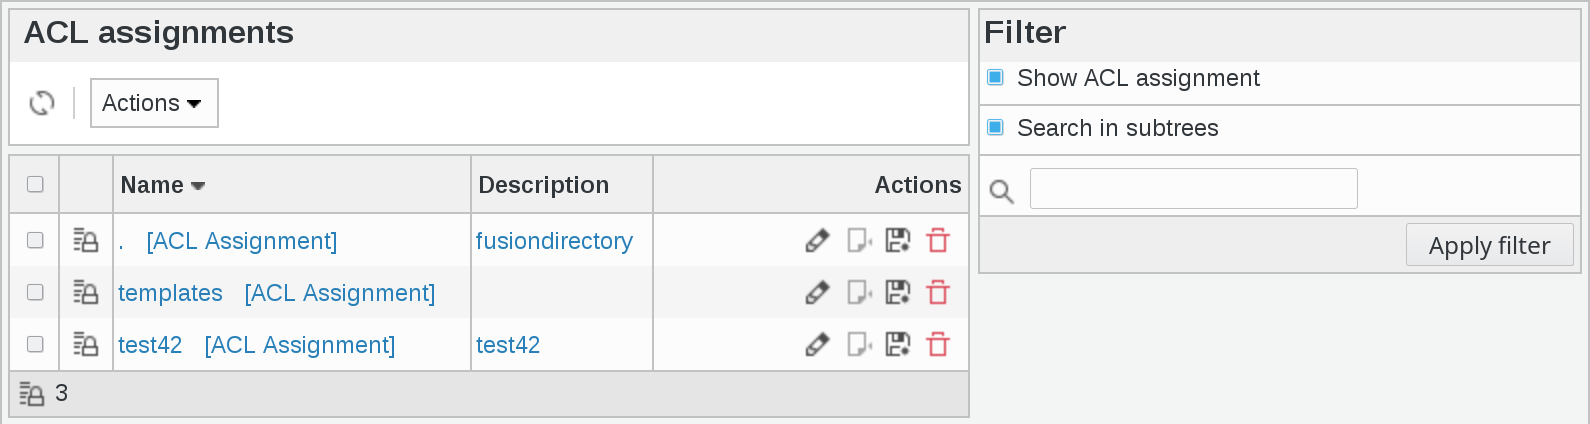 ACL assignments
Actions
Name Description Actions
. [ACL Assignment] fusiondirectory
templates [ACL Assignment]
test42 [ACL Assignment] test42
3
Filter
Show ACL assignment
Search in subtrees
Apply filter